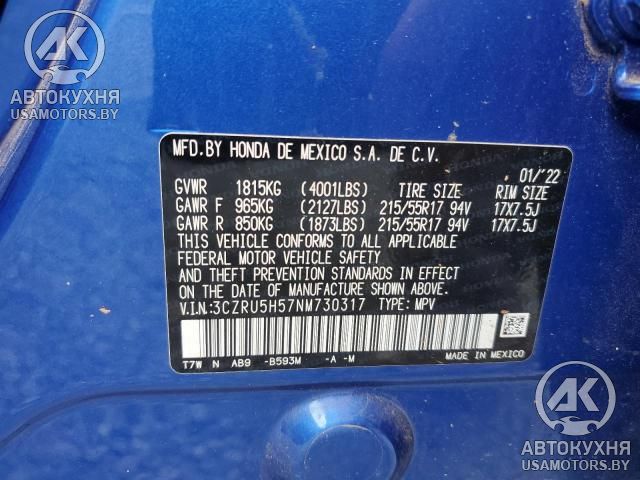 AK
АВТОКУХНЯ
USAMOTORS.BY
MFD.BY HONDA DE MEXICO S.A. DE C.V.
01/'22
GVWR 1815KG (4001LBS) TIRE SIZE RIM SIZE
GAWR F 965KG (2127LBS) 215/55R17 94V 17X7.5J
GAWR R 850KG (1873LBS) 215/55R17 94V 17X7.5J
THIS VEHICLE CONFORMS TO ALL APPLICABLE
FEDERAL MOTOR VEHICLE SAFETY
AND THEFT PREVENTION STANDARDS IN EFFECT
ON THE DATE OF MANUFACTURE SHOWN ABOVE.
V.I.N:3CZRU5H57NM730317 TYPE: MPV
T7W N AB9 -B593M -A -M
MADE IN MEXICO
AK
АВТОКУХНЯ
USAMOTORS.BY